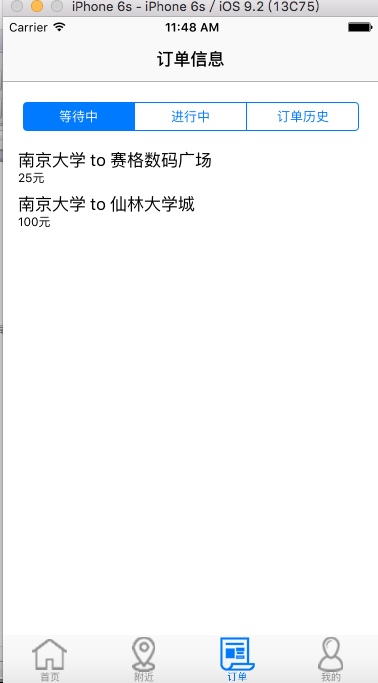 iPhone 6s - iPhone 6s / iOS 9.2 (13C75)
Carrier 11:48 AM
订单信息
等待中 进行中 订单历史
南京大学 to 赛格数码广场
25元
南京大学 to 仙林大学城
100元
首页 附近 订单 我的